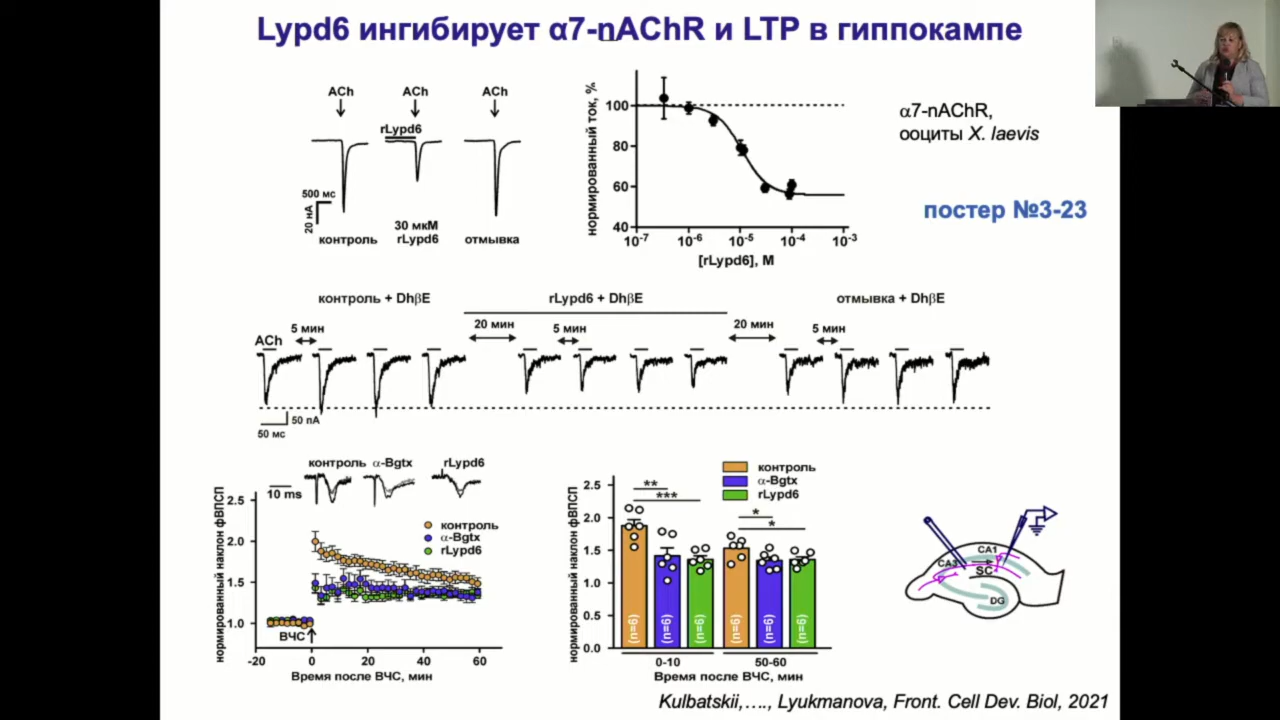 Lypd6 ингибирует α7-nAChR и LTP в гиппокампе
ACh ACh ACh
rLypd6
500 мс
20 нА
30 мкМ
контроль rLypd6 отмывка
нормированный ток, %
100
80
60
40
10-7 10-6 10-5 10-4 10-3
[rLypd6], M
α7-nAChR,
ооциты X. laevis
постер №3-23
контроль + DhβE rLypd6 + DhβE отмывка + DhβE
ACh 5 мин 20 мин 5 мин 20 мин 5 мин
50 пА
50 мс
контроль α-Bgtx rLypd6
10 ms
нормированный наклон фВПСП
2.5
2.0
1.5
1.0
контроль
α-Bgtx
rLypd6
ВЧС
-20 0 20 40 60
Время после ВЧС, мин
контроль
α-Bgtx
rLypd6
нормированный наклон фВПСП
2.5
2.0
1.5
1.0
0.5
0.0
**
***
*
*
(n=6) (n=6) (n=6) (n=6) (n=6) (n=6)
0-10 50-60
Время после ВЧС, мин
CA1
CA3
SC
DG
Kulbatskii,...., Lyukmanova, Front. Cell Dev. Biol, 2021